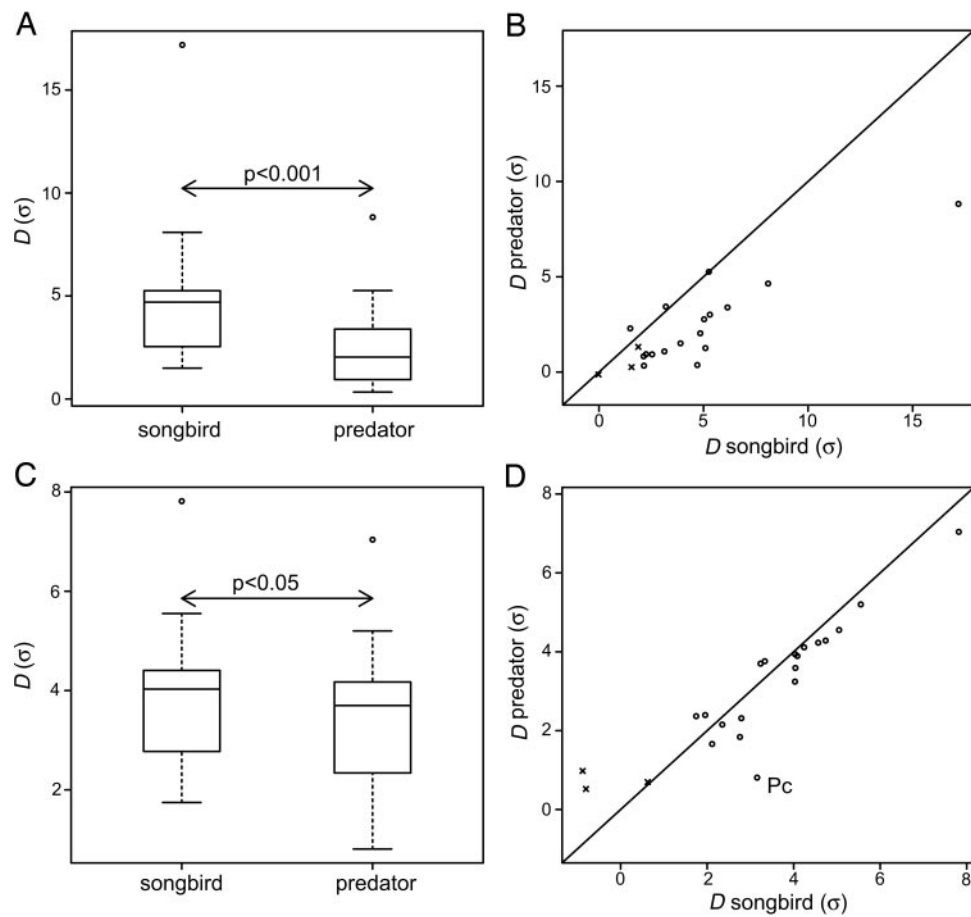 A
B
15
10
5
0
D (σ)
p<0.001
songbird
predator
15
10
5
0
D predator (σ)
0
5
10
15
D songbird (σ)
C
D
8
6
4
2
D (σ)
p<0.05
songbird
predator
8
6
4
2
0
D predator (σ)
Pc
0
2
4
6
8
D songbird (σ)